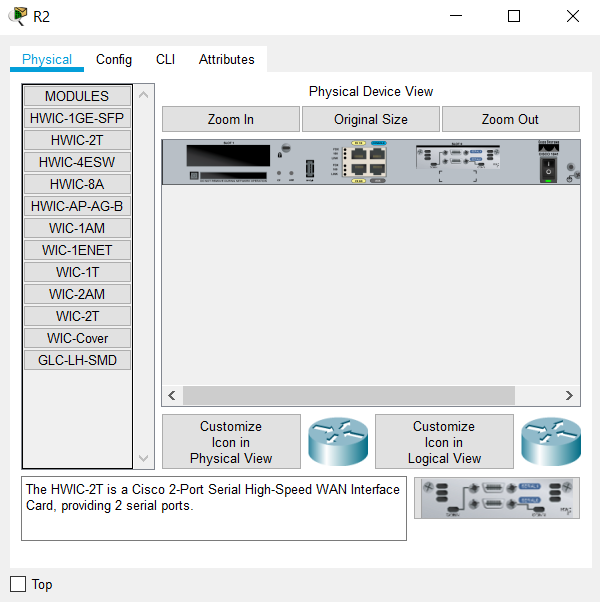 R2
Physical
Config
CLI
Attributes
MODULES
HWIC-1GE-SFP
HWIC-2T
HWIC-4ESW
HWIC-8A
HWIC-AP-AG-B
WIC-1AM
WIC-1ENET
WIC-1T
WIC-2AM
WIC-2T
WIC-Cover
GLC-LH-SMD
Physical Device View
Zoom In
Original Size
Zoom Out
Customize
Icon in
Physical View
Customize
Icon in
Logical View
The HWIC-2T is a Cisco 2-Port Serial High-Speed WAN Interface
Card, providing 2 serial ports.
Top